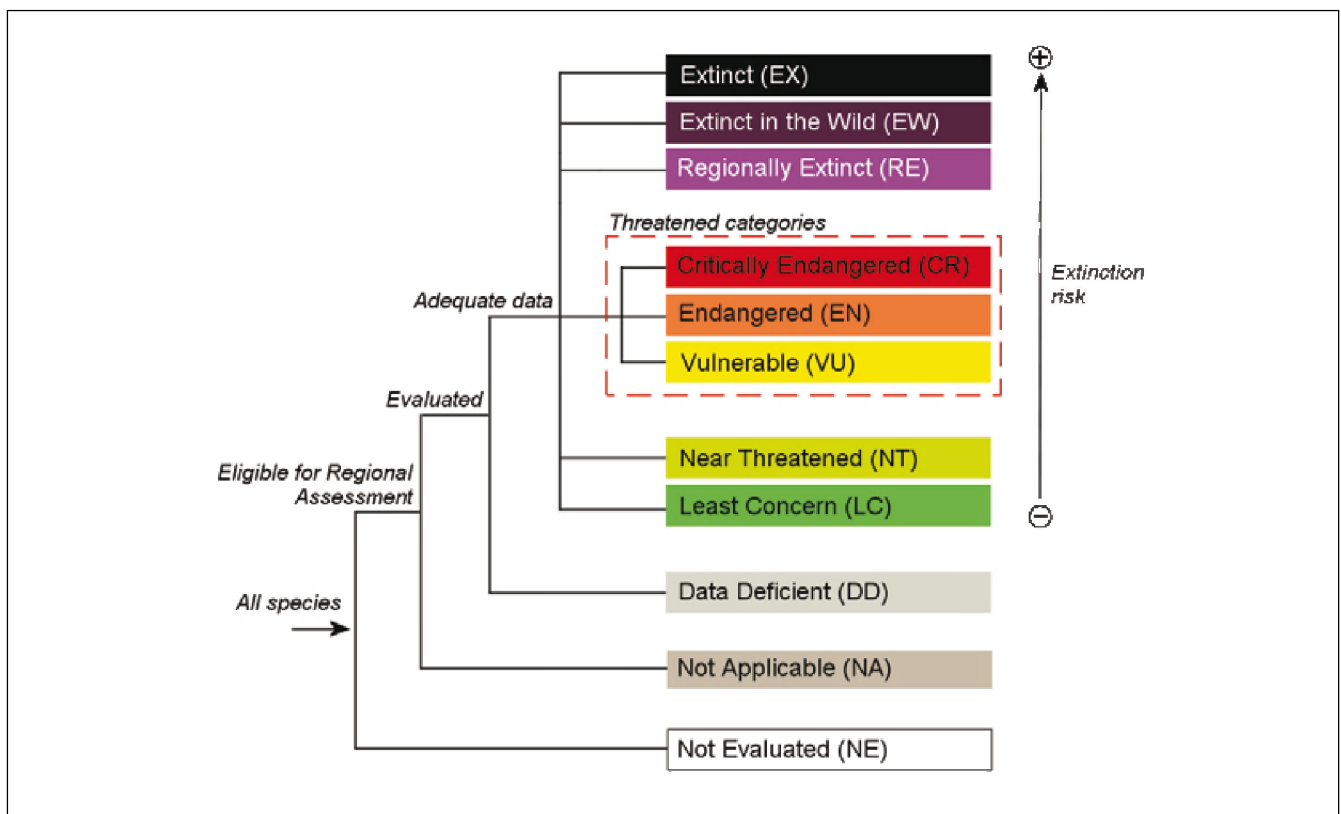 Extinct (EX)
Extinct in the Wild (EW)
Regionally Extinct (RE)
Threatened categories
Critically Endangered (CR)
Extinction
risk
Adequate data
Endangered (EN)
Vulnerable (VU)
Evaluated
Near Threatened (NT)
Eligible for Regional
Assessment
Least Concern (LC)
Data Deficient (DD)
All species
Not Applicable (NA)
Not Evaluated (NE)